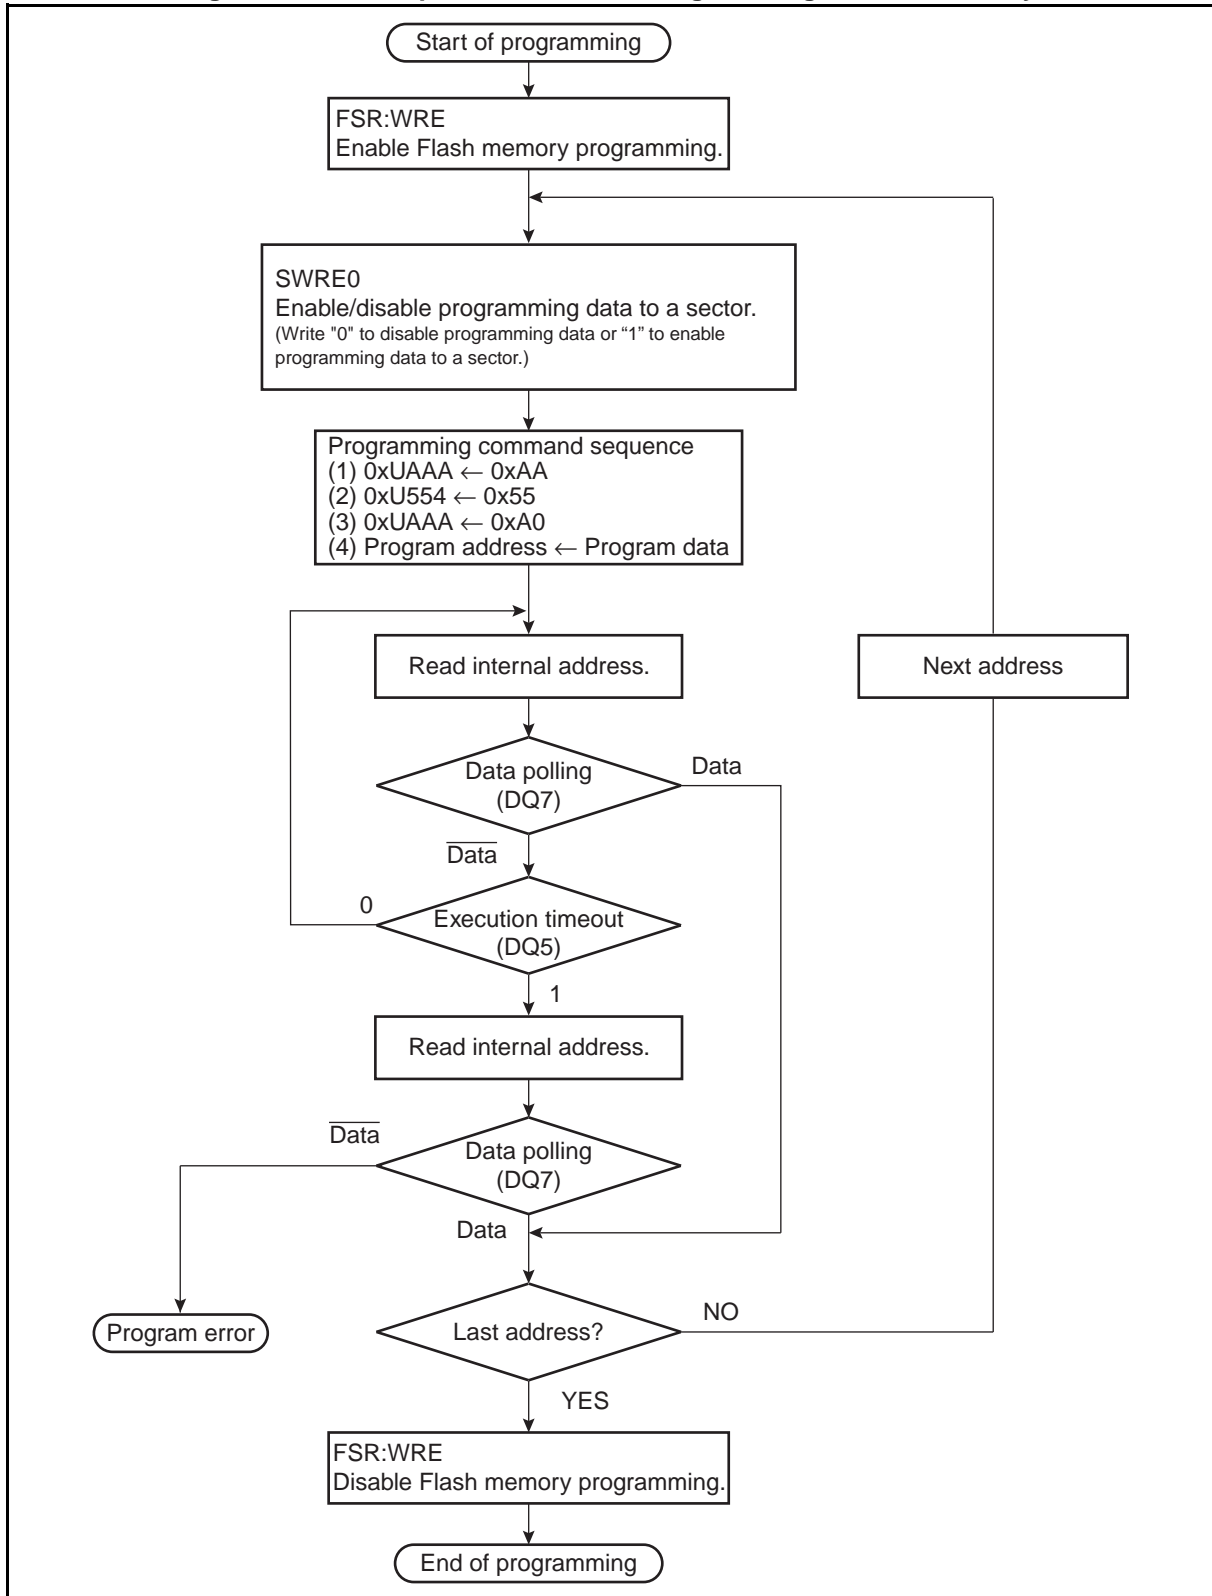 Start of programming
FSR:WRE
Enable Flash memory programming.
SWRE0
Enable/disable programming data to a sector.
(Write "0" to disable programming data or “1” to enable
programming data to a sector.)
Programming command sequence
(1) 0xUAAA ← 0xAA
(2) 0xU554 ← 0x55
(3) 0xUAAA ← 0xA0
(4) Program address ← Program data
Read internal address.
Next address
Data polling
(DQ7)
Data
D̅a̅t̅a̅
0
Execution timeout
(DQ5)
1
Read internal address.
D̅a̅t̅a̅
Data polling
(DQ7)
Data
Program error
Last address?
NO
YES
FSR:WRE
Disable Flash memory programming.
End of programming